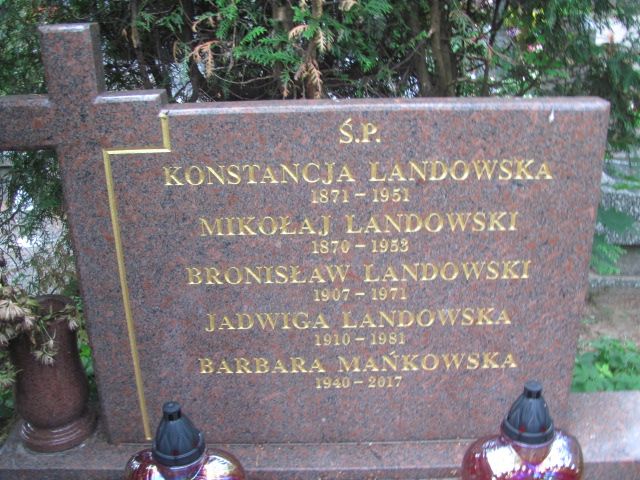 Ś.P.
KONSTANCJA LANDOWSKA
1871 – 1951
MIKOŁAJ LANDOWSKI
1870 – 1953
BRONISŁAW LANDOWSKI
1907 – 1971
JADWIGA LANDOWSKA
1910 – 1981
BARBARA MAŃKOWSKA
1940 – 2017